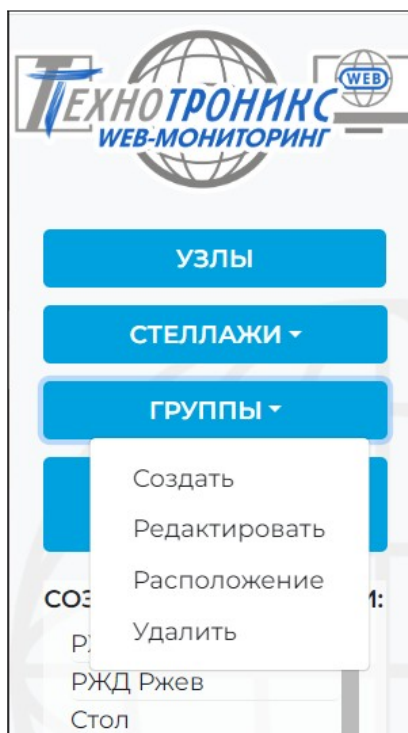 ТЕХНОТРОНИКС
WEB
WEB-МОНИТОРИНГ
УЗЛЫ
СТЕЛЛАЖИ
ГРУППЫ
Создать
Редактировать
Расположение
Удалить
РЖД Ржев
Стол